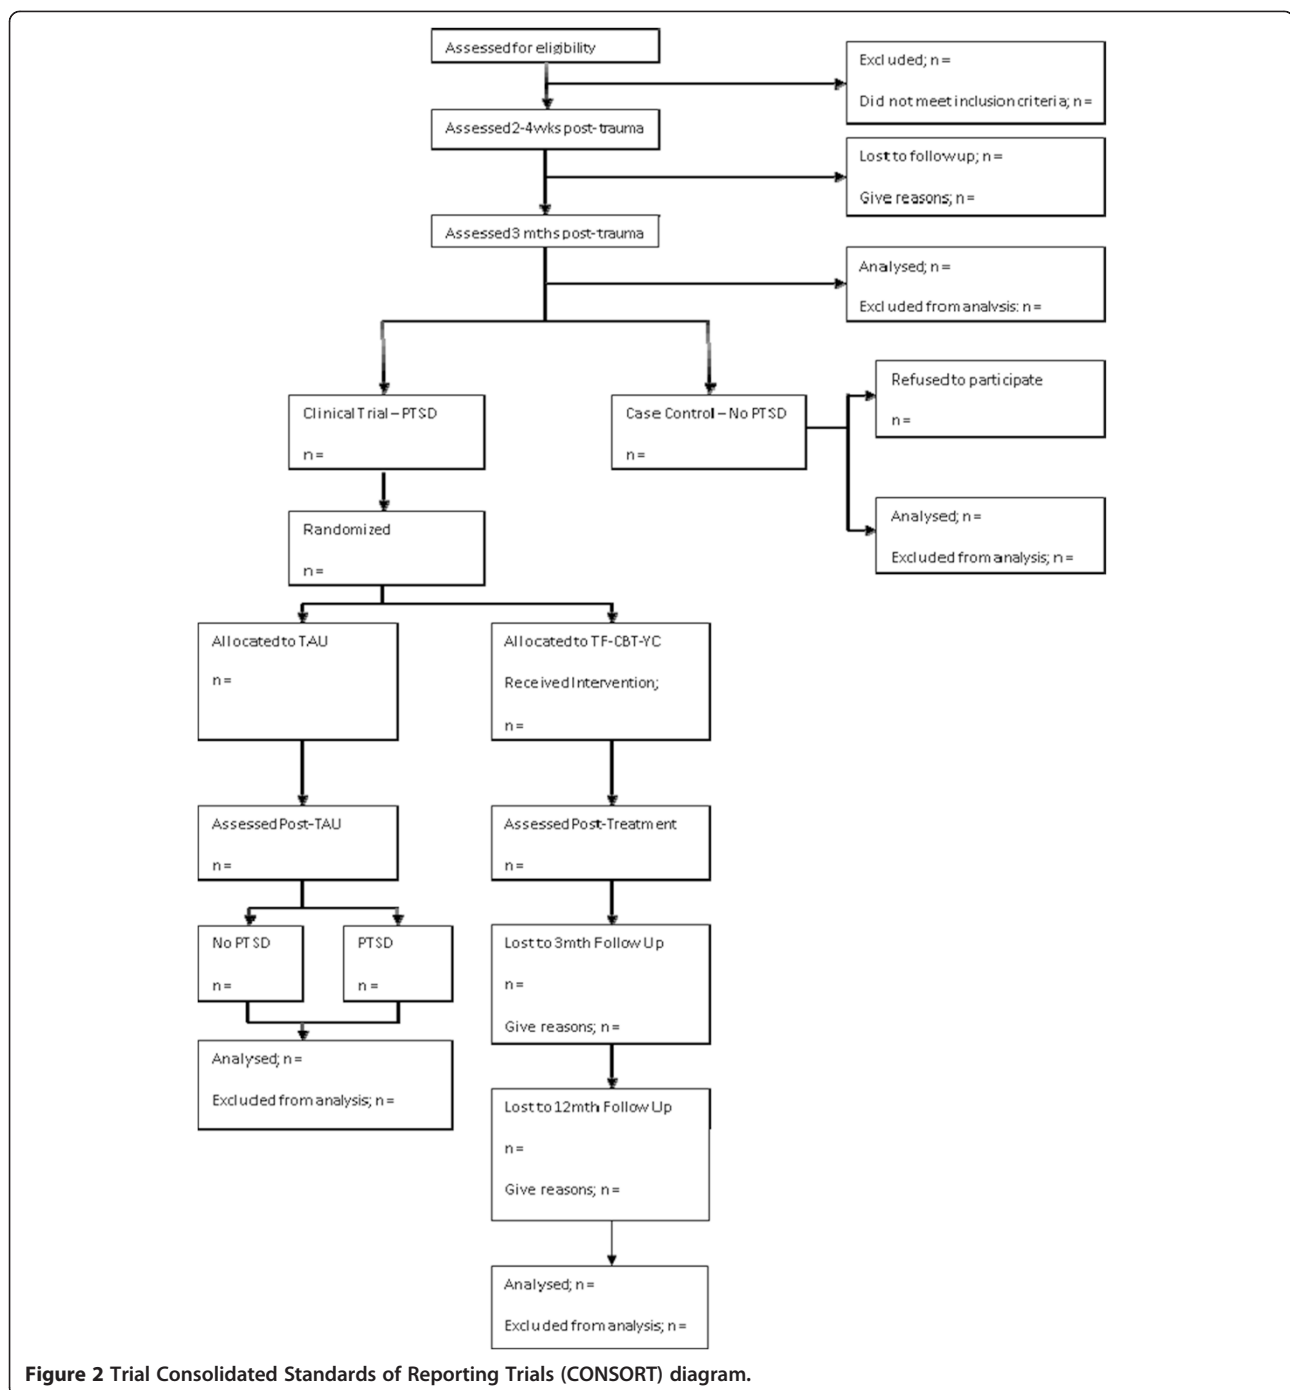 Assessed for eligibility
Excluded; n =
Did not meet inclusion criteria; n =
Assessed 2-4wks post-trauma
Lost to follow up; n =
Give reasons; n =
Assessed 3 mths post-trauma
Analysed; n =
Excluded from analysis: n =
Clinical Trial – PTSD
n =
Case Control – No PTSD
n =
Refused to participate
n =
Analysed; n =
Excluded from analysis; n =
Randomized
n =
Allocated to TAU
n =
Allocated to TF-CBT-YC
Received Intervention;
n =
Assessed Post-TAU
n =
Assessed Post-Treatment
n =
No PTSD
n =
PTSD
n =
Analysed; n =
Excluded from analysis; n =
Lost to 3mth Follow Up
n =
Give reasons; n =
Lost to 12mth Follow Up
n =
Give reasons; n =
Analysed; n =
Excluded from analysis; n =
Figure 2 Trial Consolidated Standards of Reporting Trials (CONSORT) diagram.